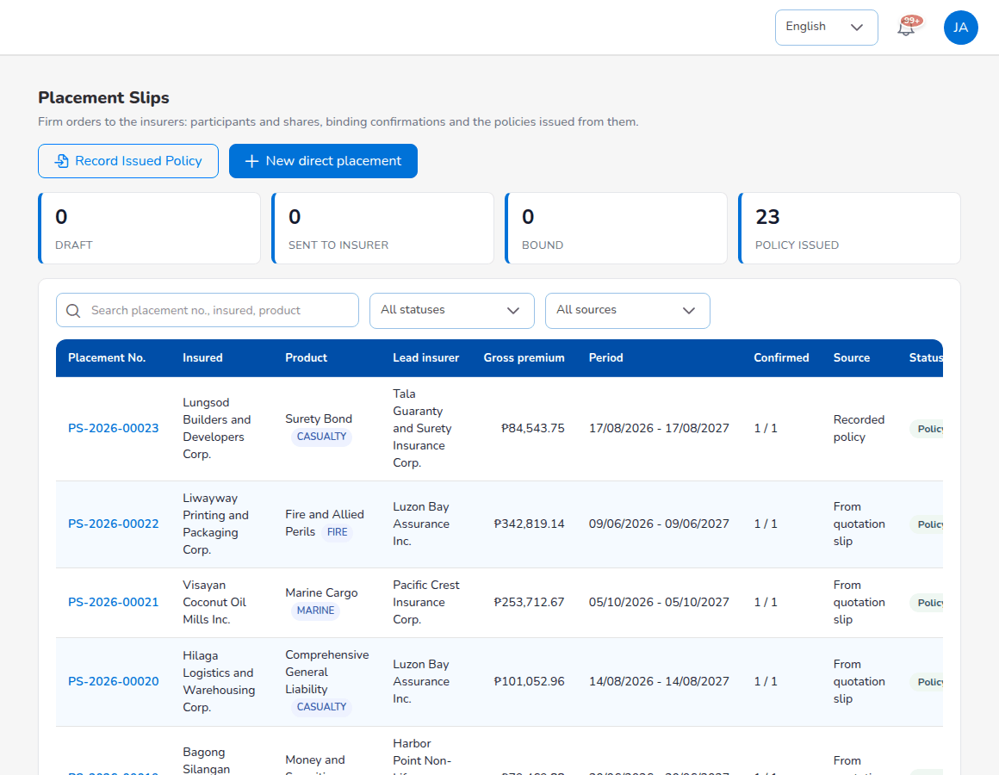 English
99+
JA
Placement Slips
Firm orders to the insurers: participants and shares, binding confirmations and the policies issued from them.
Record Issued Policy
New direct placement
0
DRAFT
0
SENT TO INSURER
0
BOUND
23
POLICY ISSUED
Search placement no., insured, product
All statuses
All sources
Placement No. Insured Product Lead insurer Gross premium Period Confirmed Source Status
PS-2026-00023
Lungsod
Builders and
Developers
Corp.
Surety Bond
CASUALTY
Tala
Guaranty
and Surety
Insurance
Corp.
₱84,543.75
17/08/2026 - 17/08/2027
1 / 1
Recorded
policy
Policy
PS-2026-00022
Liwayway
Printing and
Packaging
Corp.
Fire and Allied
Perils FIRE
Luzon Bay
Assurance
Inc.
₱342,819.14
09/06/2026 - 09/06/2027
1 / 1
From
quotation
slip
Policy
PS-2026-00021
Visayan
Coconut Oil
Mills Inc.
Marine Cargo
MARINE
Pacific Crest
Insurance
Corp.
₱253,712.67
05/10/2026 - 05/10/2027
1 / 1
From
quotation
slip
Policy
PS-2026-00020
Hilaga
Logistics and
Warehousing
Corp.
Comprehensive
General
Liability
CASUALTY
Luzon Bay
Assurance
Inc.
₱101,052.96
14/08/2026 - 14/08/2027
1 / 1
From
quotation
slip
Policy
Bagong
Silangan
Money and
Harbor
Point Non-
From